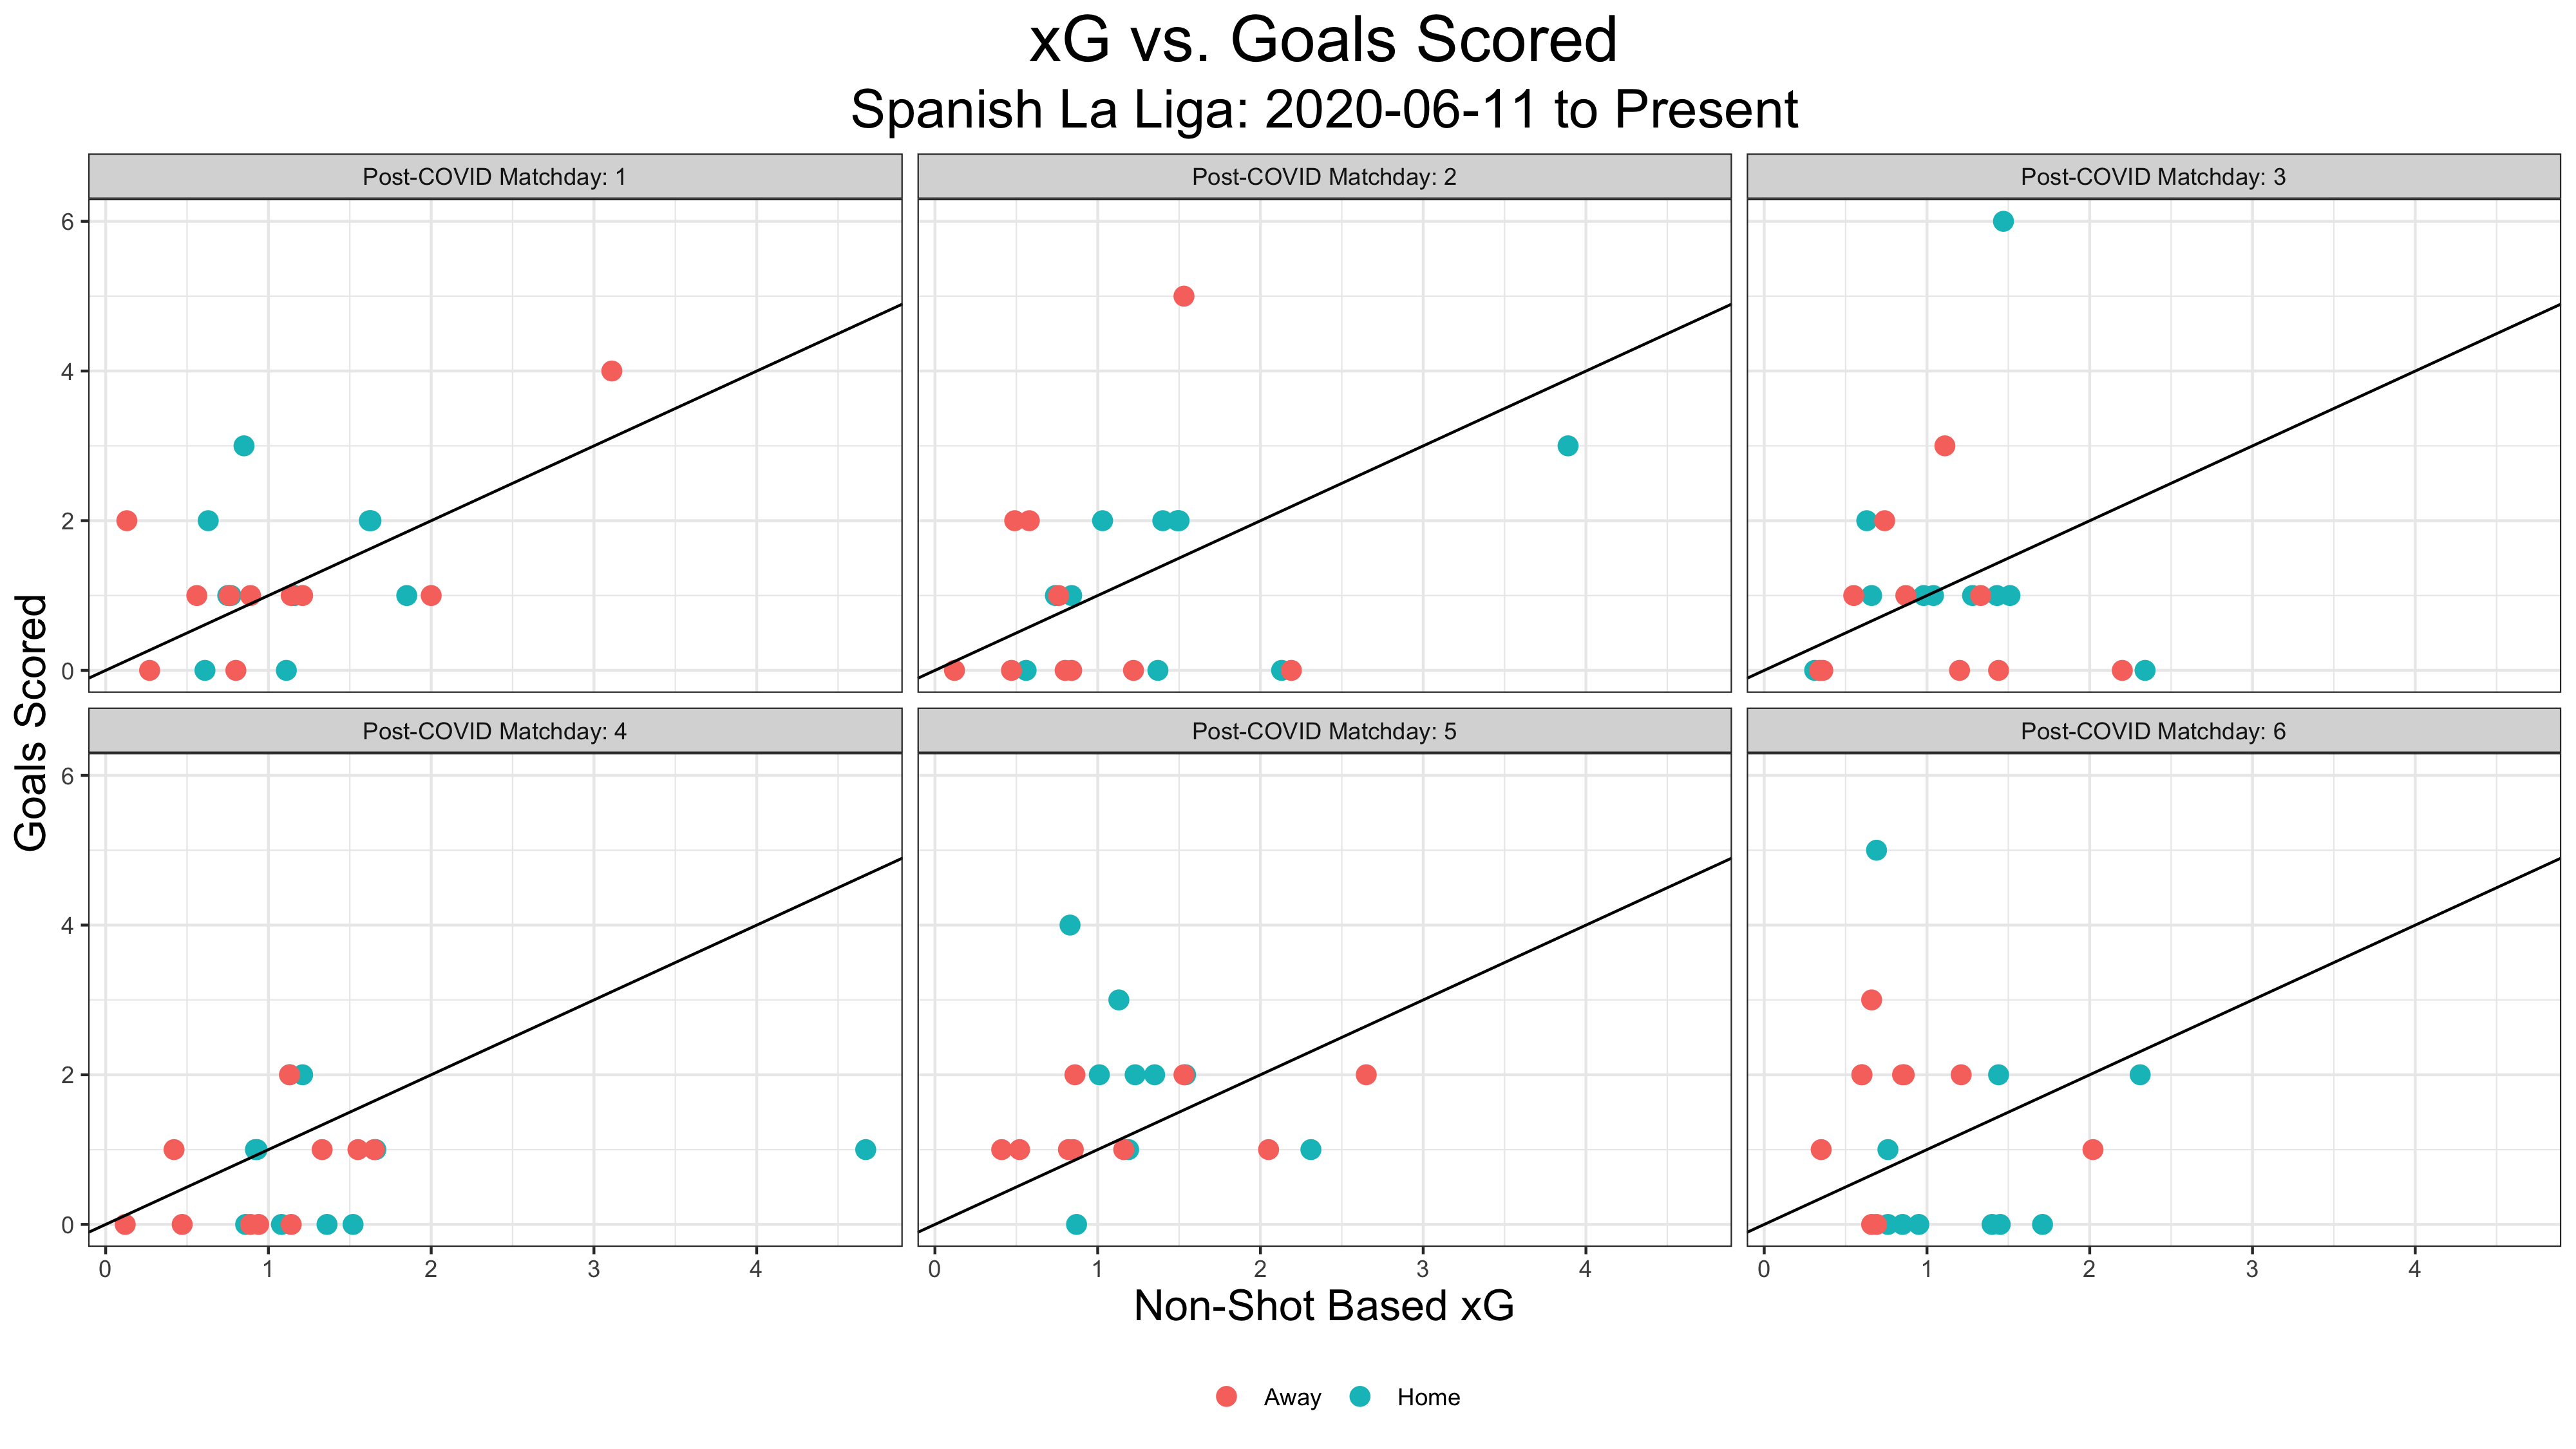 xG vs. Goals Scored
Spanish La Liga: 2020-06-11 to Present
Post-COVID Matchday: 1
Post-COVID Matchday: 2
Post-COVID Matchday: 3
6
4
2
0
Goals Scored
Post-COVID Matchday: 4
Post-COVID Matchday: 5
Post-COVID Matchday: 6
6
4
2
0
0 1 2 3 4
0 1 2 3 4
0 1 2 3 4
Non-Shot Based xG
Away Home